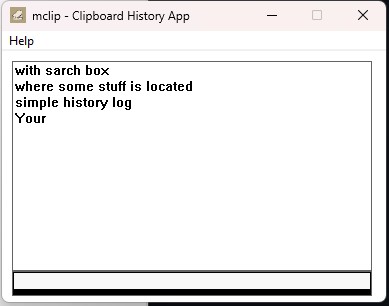 mclip - Clipboard History App
Help
with sarch box
where some stuff is located
simple history log
Your